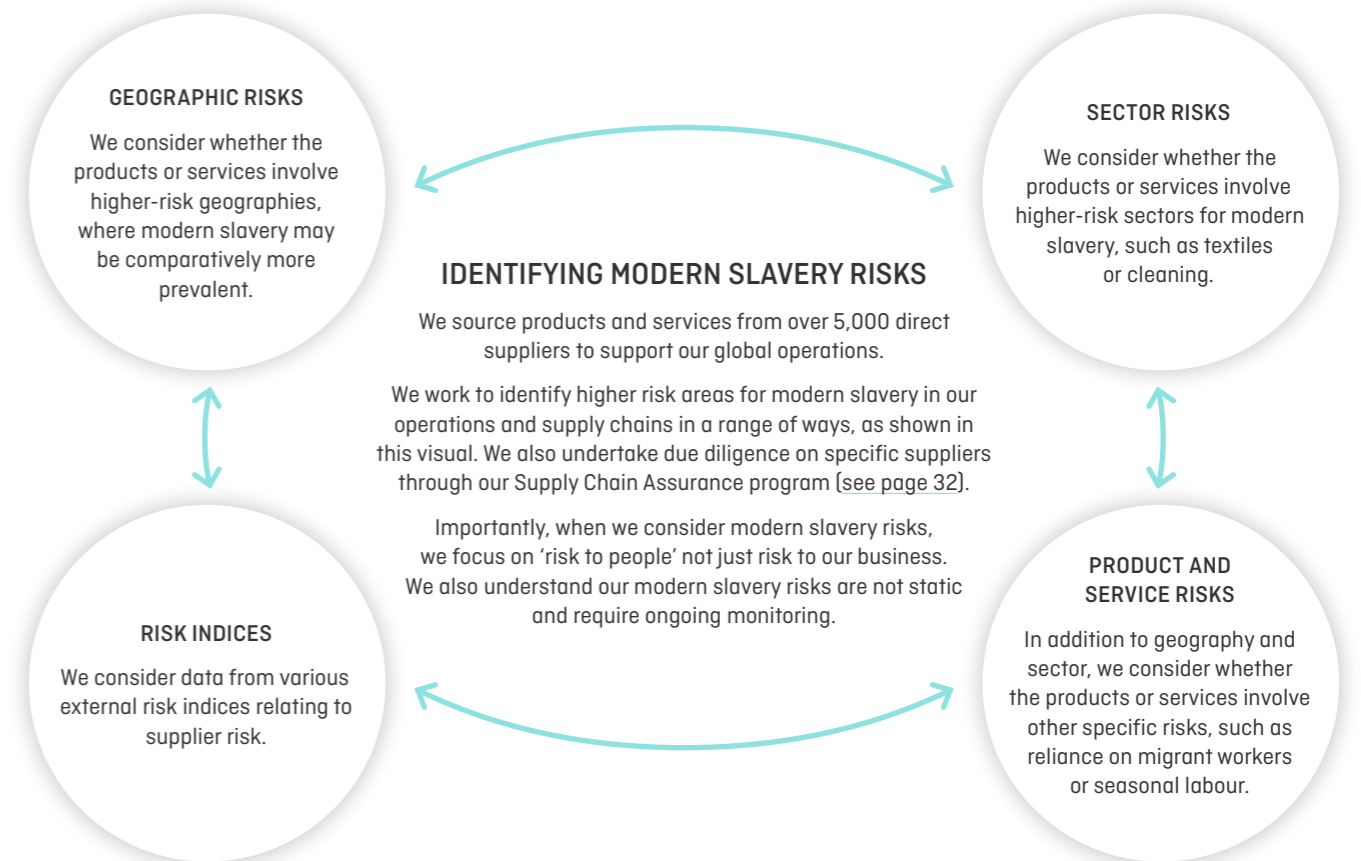 GEOGRAPHIC RISKS
We consider whether the
products or services involve
higher-risk geographies,
where modern slavery may
be comparatively more
prevalent.
SECTOR RISKS
We consider whether the
products or services involve
higher-risk sectors for modern
slavery, such as textiles
or cleaning.
IDENTIFYING MODERN SLAVERY RISKS
We source products and services from over 5,000 direct
suppliers to support our global operations.
We work to identify higher risk areas for modern slavery in our
operations and supply chains in a range of ways, as shown in
this visual. We also undertake due diligence on specific suppliers
through our Supply Chain Assurance program (see page 32).
Importantly, when we consider modern slavery risks,
we focus on ‘risk to people’ not just risk to our business.
We also understand our modern slavery risks are not static
and require ongoing monitoring.
RISK INDICES
We consider data from various
external risk indices relating to
supplier risk.
PRODUCT AND
SERVICE RISKS
In addition to geography and
sector, we consider whether
the products or services involve
other specific risks, such as
reliance on migrant workers
or seasonal labour.